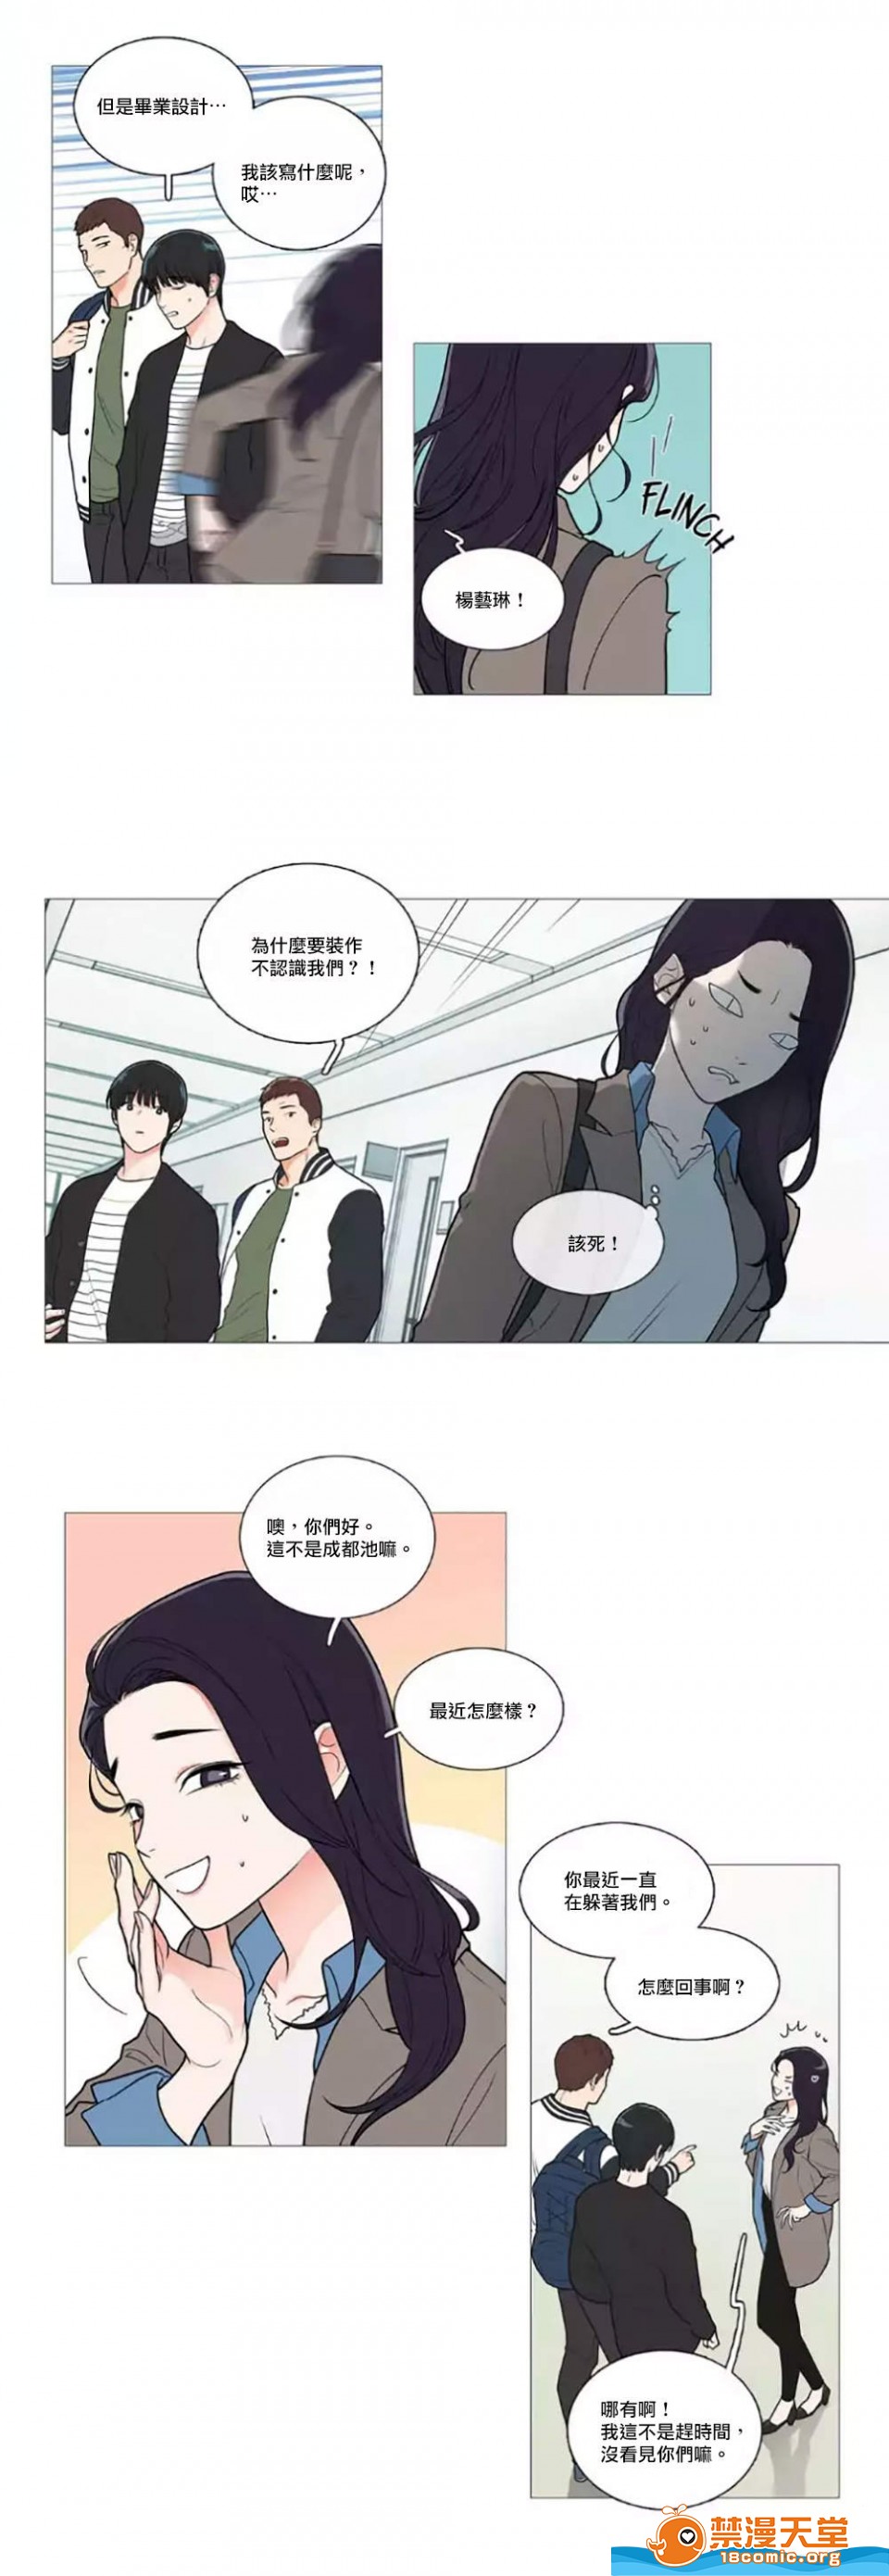 但是畢業設計⋯
我該寫什麼呢，
哎⋯
FLINCH
楊藝琳！
為什麼要裝作
不認識我們？！
該死！
噢，你們好。
這不是成都池嘛。
最近怎麼樣？
你最近一直
在躲著我們。
怎麼回事啊？
哪有啊！
我這不是趕時間，
沒看見你們嘛。
禁漫天堂
18comic.org